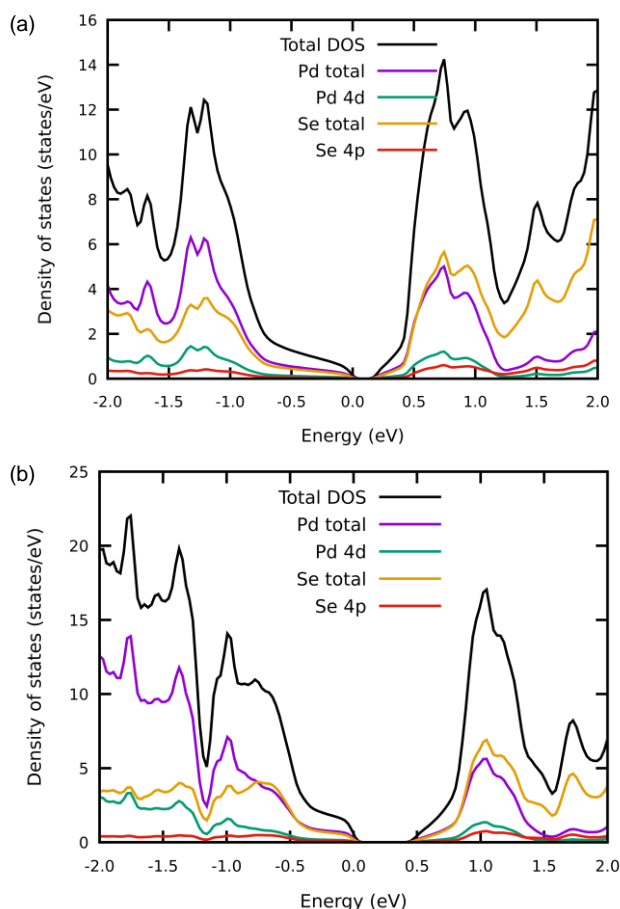 (a)
16
14
12
10
8
6
4
2
0
Density of states (states/eV)
Total DOS
Pd total
Pd 4d
Se total
Se 4p
-2.0 -1.5 -1.0 -0.5 0.0 0.5 1.0 1.5 2.0
Energy (eV)
(b)
25
20
15
10
5
0
Density of states (states/eV)
Total DOS
Pd total
Pd 4d
Se total
Se 4p
-2.0 -1.5 -1.0 -0.5 0.0 0.5 1.0 1.5 2.0
Energy (eV)